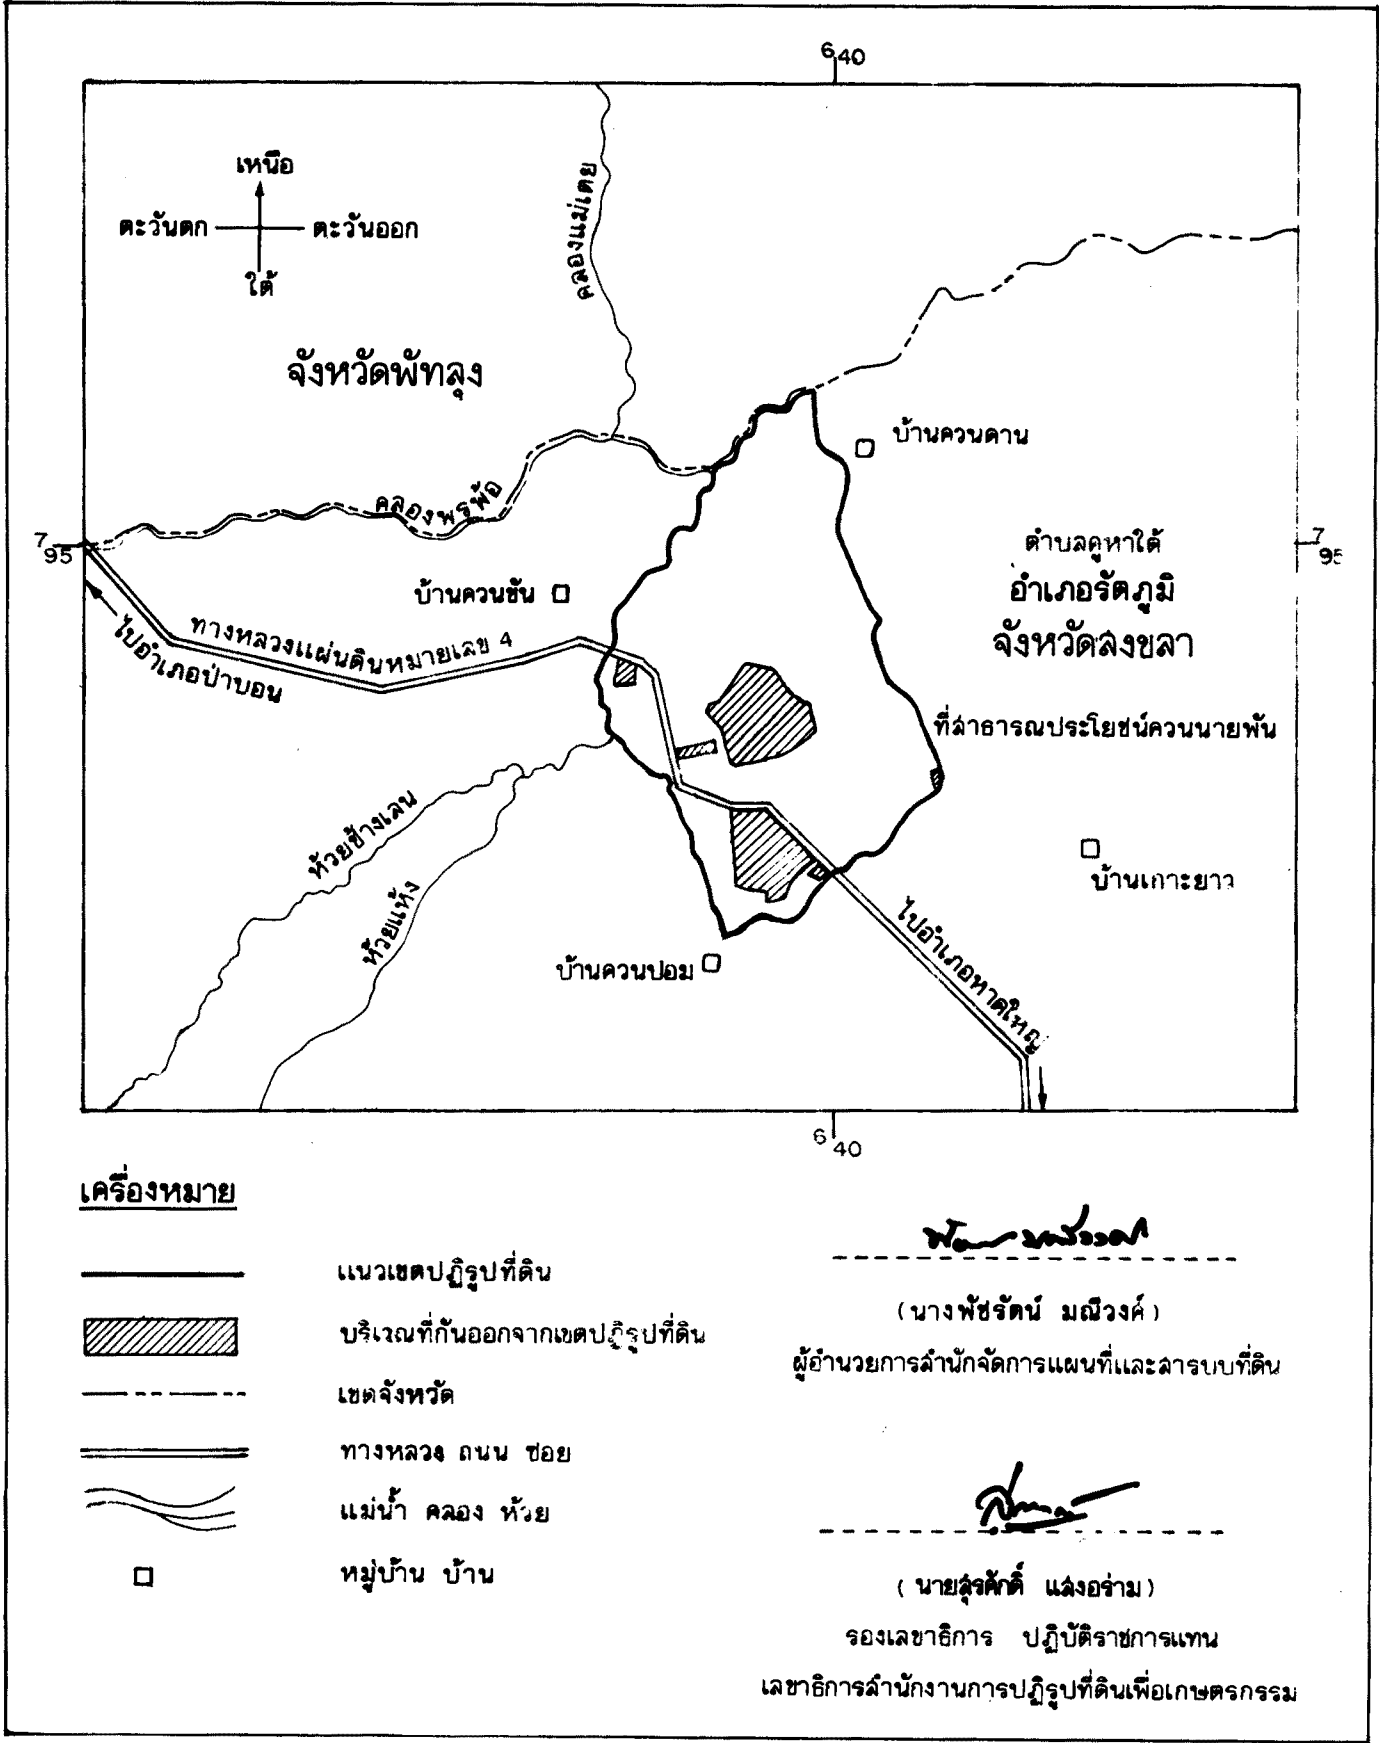 6 40
เหนือ
ตะวันตก ตะวันออก
ใต้
คลองแม่เตย
จังหวัดพัทลุง
บ้านควนดาน
คลองพรุพ้อ
7 95
7 95
ตำบลคูหาใต้
อำเภอรัตภูมิ
จังหวัดสงขลา
บ้านควนขัน
ทางหลวงแผ่นดินหมายเลข 4
ไปอำเภอป่าบอน
ที่สาธารณประโยชน์ควนนายพัน
ห้วยช้างเลน
ห้วยแห้ง
บ้านเกาะยาว
ไปอำเภอหาดใหญ่
บ้านควนปอม
6 40
เครื่องหมาย
แนวเขตปฏิรูปที่ดิน
บริเวณที่กันออกจากเขตปฏิรูปที่ดิน
เขตจังหวัด
ทางหลวง ถนน ซอย
แม่น้ำ คลอง ห้วย
หมู่บ้าน บ้าน
(นางพัชรัตน์ มณีวงศ์)
ผู้อำนวยการสำนักจัดการแผนที่และสารบบที่ดิน
(นายสุรศักดิ์ แสงอร่าม)
รองเลขาธิการ ปฏิบัติราชการแทน
เลขาธิการสำนักงานการปฏิรูปที่ดินเพื่อเกษตรกรรม